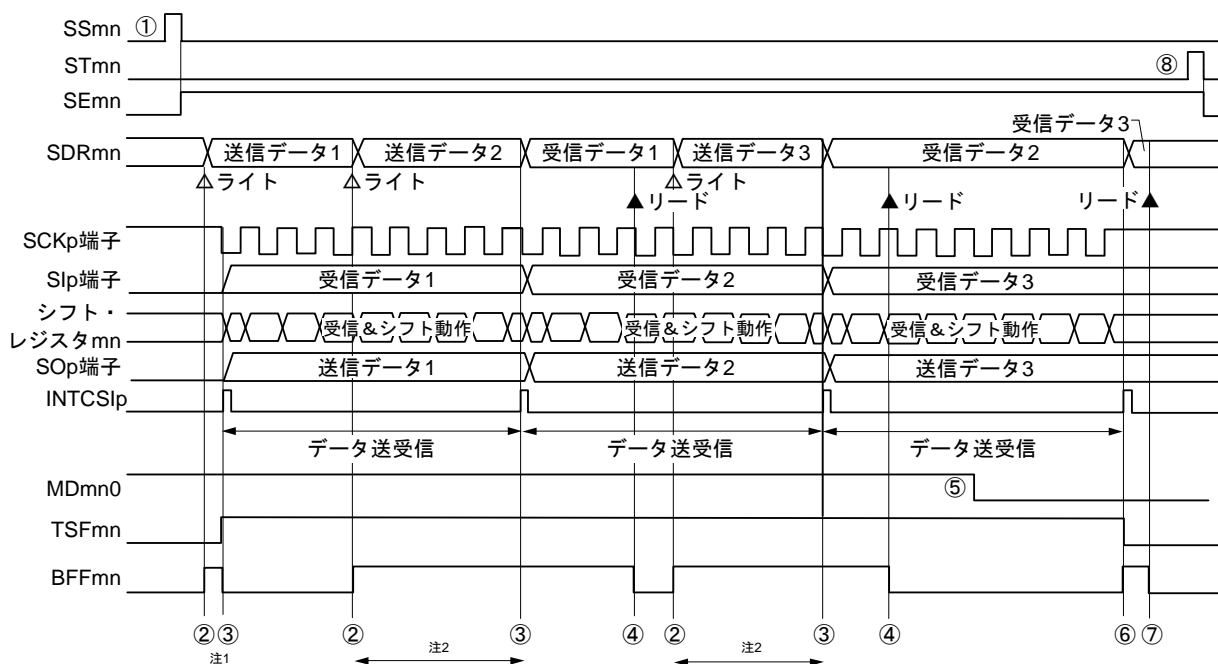 SSmn ①
STmn ⑧
SEmn
受信データ3
SDRmn 送信データ1 送信データ2 受信データ1 送信データ3 受信データ2
△ライト △ライト △ライト
▲リード ▲リード リード▲
SCKp端子
SIp端子 受信データ1 受信データ2 受信データ3
シフト・
レジスタmn 受信&シフト動作 受信&シフト動作 受信&シフト動作
SOp端子 送信データ1 送信データ2 送信データ3
INTCSIp
データ送受信 データ送受信 データ送受信
MDmn0 ⑤
TSFmn
BFFmn
② ③ ② ③ ④ ② ③ ④ ⑥ ⑦
注1 注2 注2